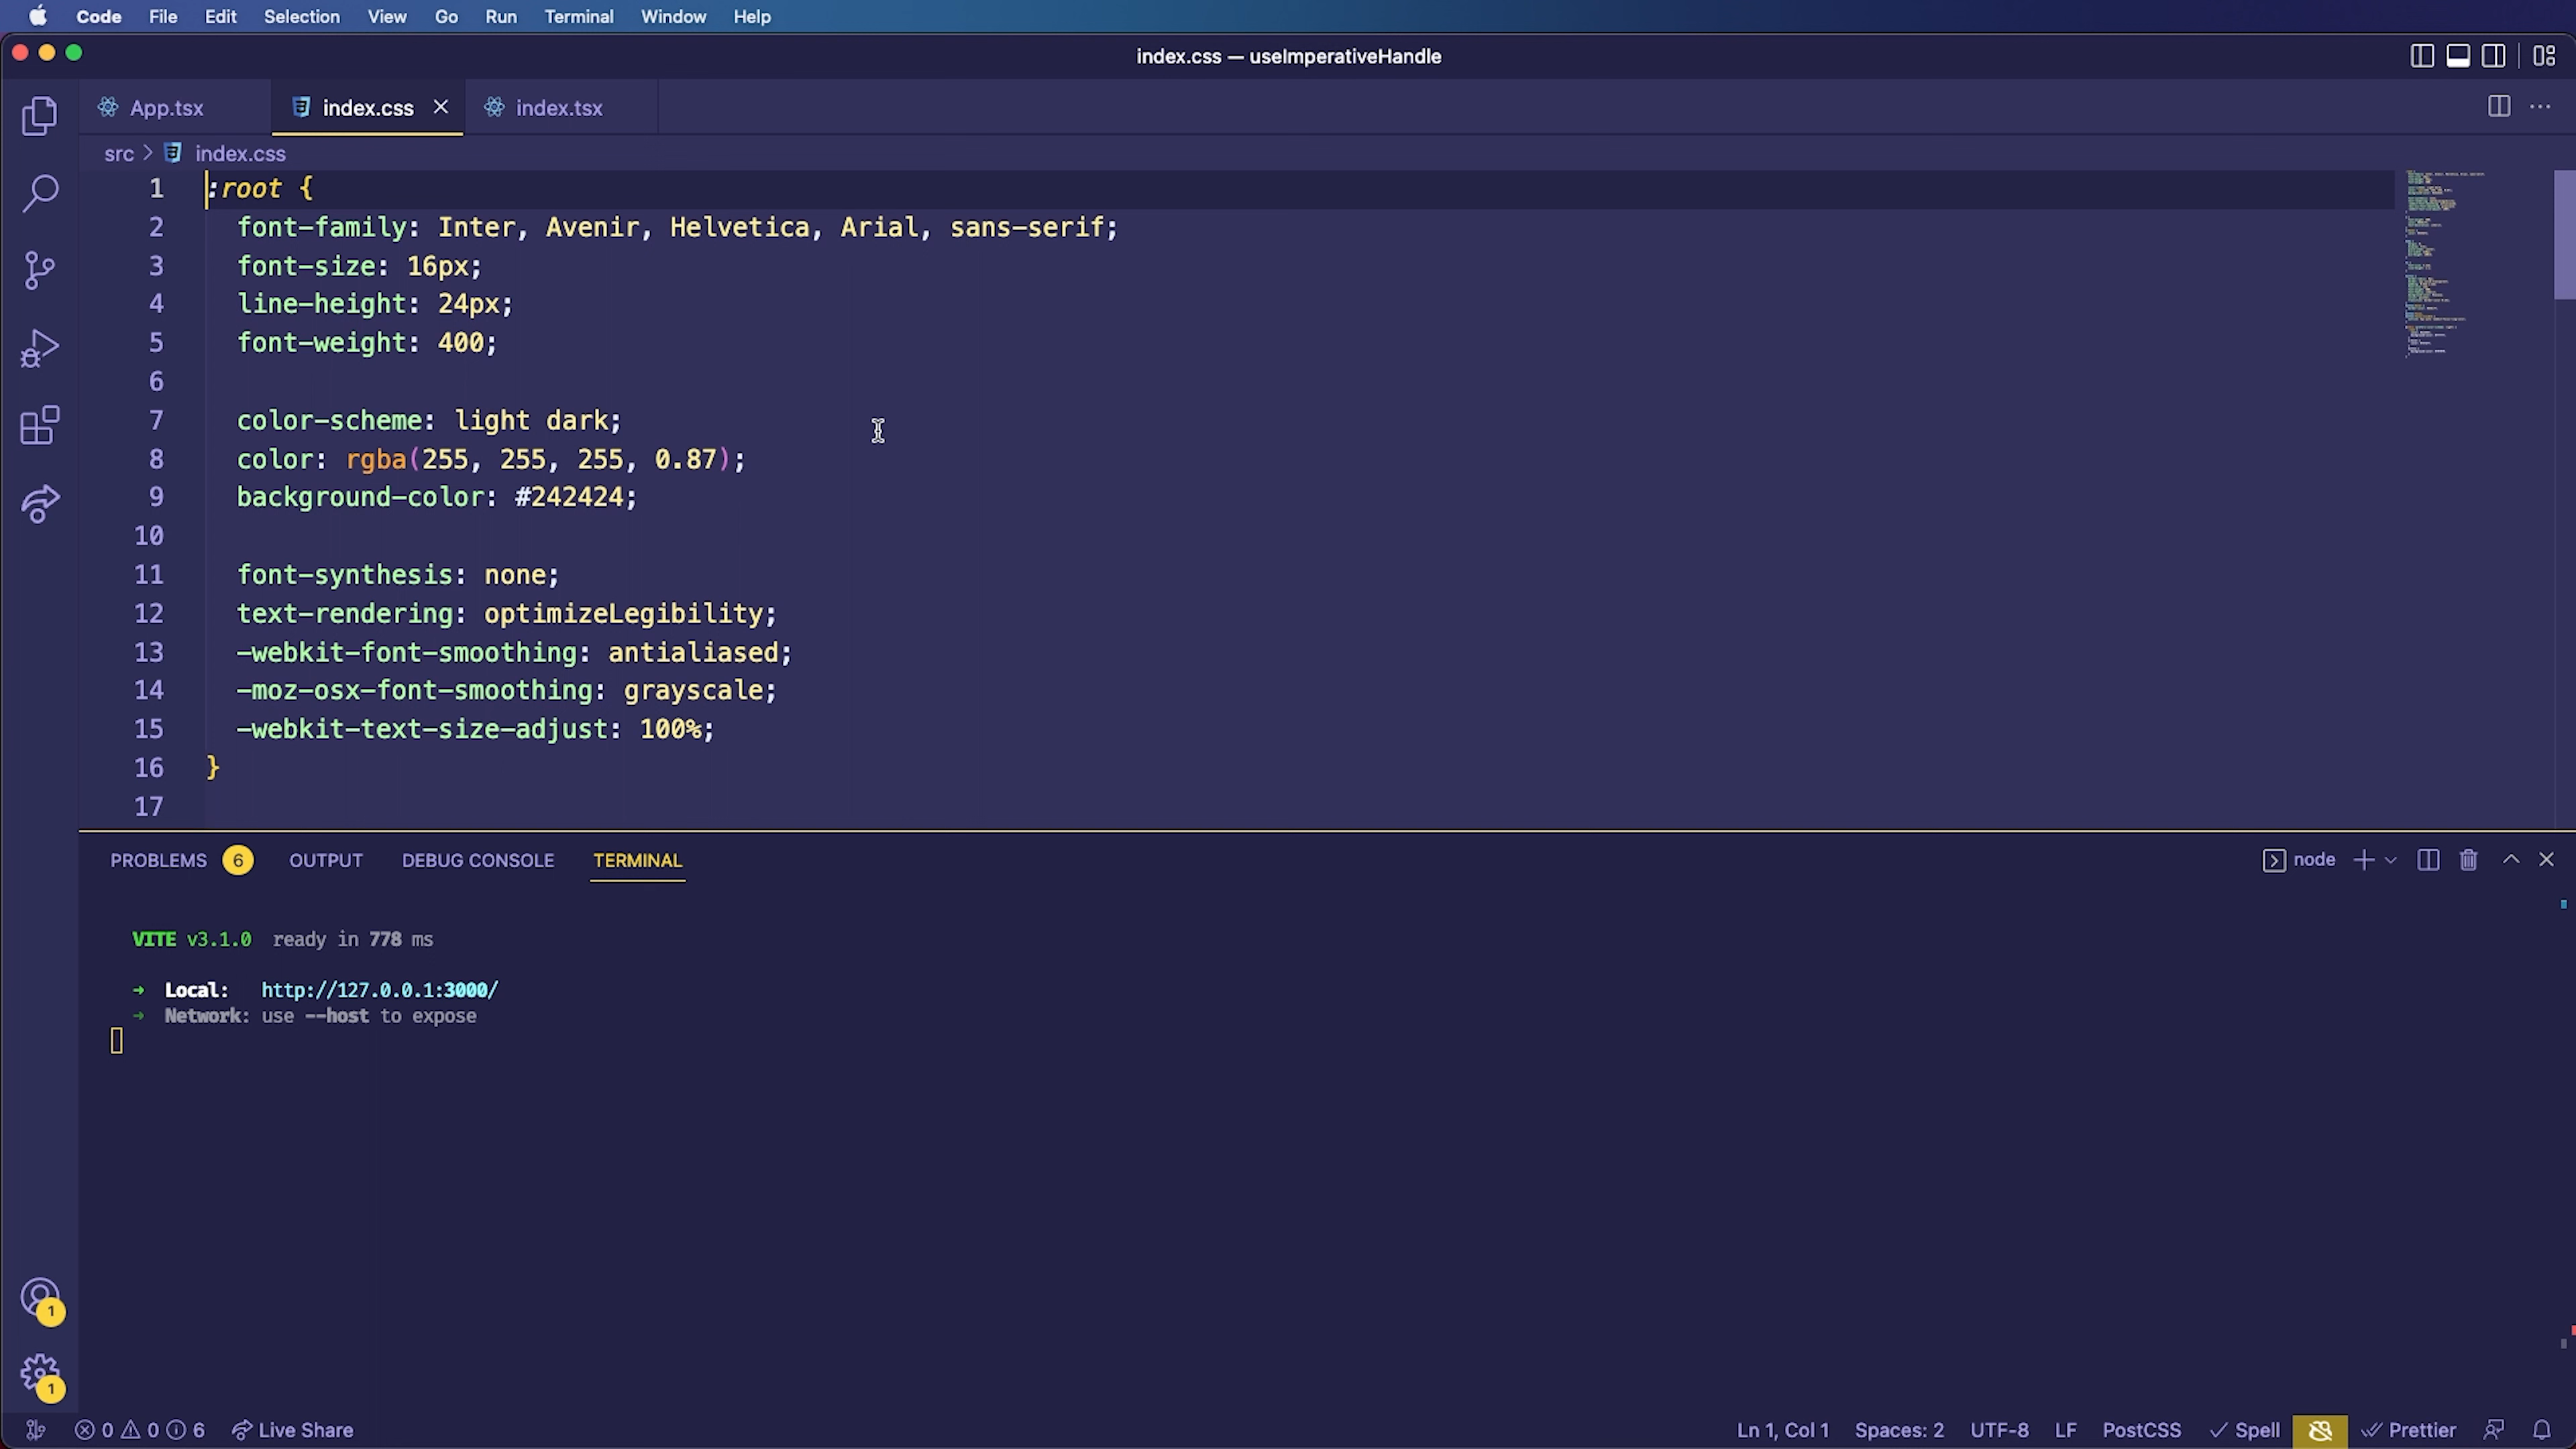 Code File Edit Selection View Go Run Terminal Window Help
index.css — useImperativeHandle
App.tsx index.css index.tsx
src > index.css
1 :root {
2 font-family: Inter, Avenir, Helvetica, Arial, sans-serif;
3 font-size: 16px;
4 line-height: 24px;
5 font-weight: 400;
6
7 color-scheme: light dark;
8 color: rgba(255, 255, 255, 0.87);
9 background-color: #242424;
10
11 font-synthesis: none;
12 text-rendering: optimizeLegibility;
13 -webkit-font-smoothing: antialiased;
14 -moz-osx-font-smoothing: grayscale;
15 -webkit-text-size-adjust: 100%;
16 }
17
PROBLEMS 6 OUTPUT DEBUG CONSOLE TERMINAL node
VITE v3.1.0 ready in 778 ms
➜ Local: http://127.0.0.1:3000/
➜ Network: use --host to expose
1
1
0 0 6 Live Share Ln 1, Col 1 Spaces: 2 UTF-8 LF PostCSS Spell Prettier